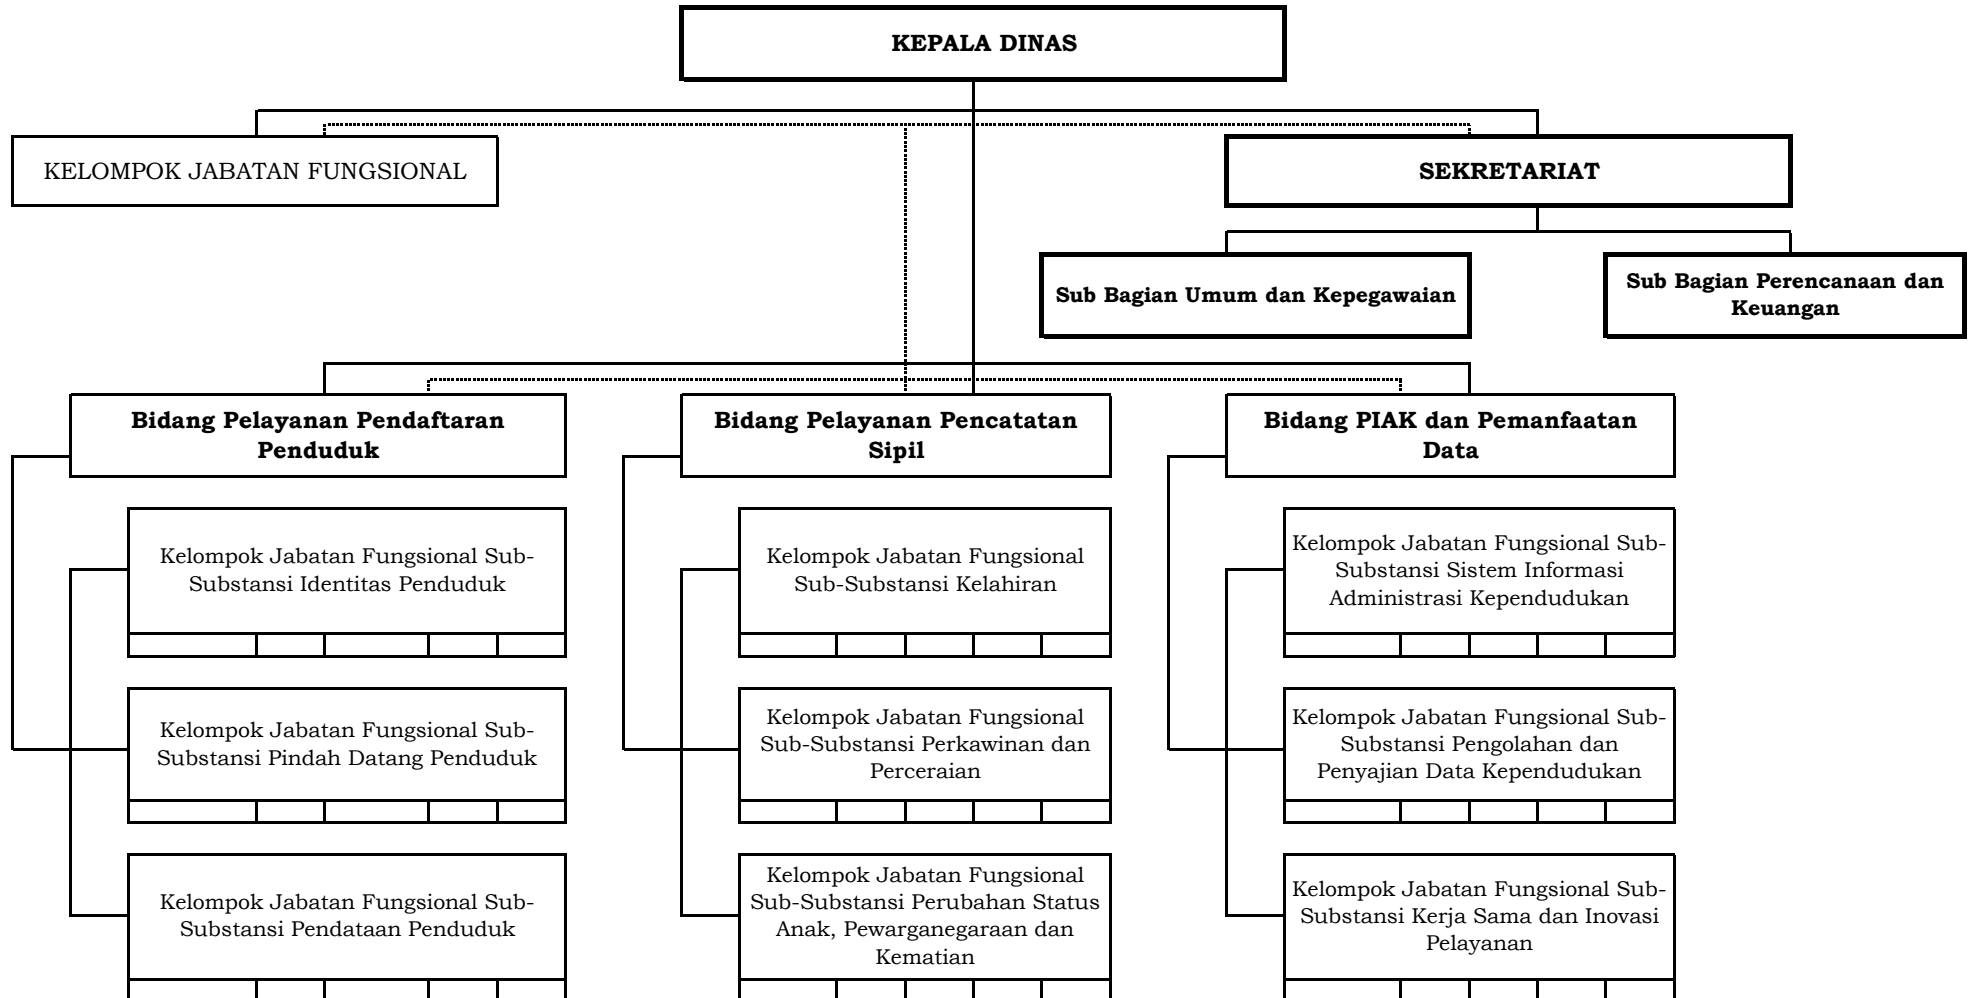 KEPALA DINAS
KELOMPOK JABATAN FUNGSIONAL
SEKRETARIAT
Sub Bagian Umum dan Kepegawaian
Sub Bagian Perencanaan dan
Keuangan
Bidang Pelayanan Pendaftaran
Penduduk
Bidang Pelayanan Pencatatan
Sipil
Bidang PIAK dan Pemanfaatan
Data
Kelompok Jabatan Fungsional Sub-
Substansi Identitas Penduduk
Kelompok Jabatan Fungsional
Sub-Substansi Kelahiran
Kelompok Jabatan Fungsional Sub-
Substansi Sistem Informasi
Administrasi Kependudukan
Kelompok Jabatan Fungsional Sub-
Substansi Pindah Datang Penduduk
Kelompok Jabatan Fungsional
Sub-Substansi Perkawinan dan
Perceraian
Kelompok Jabatan Fungsional Sub-
Substansi Pengolahan dan
Penyajian Data Kependudukan
Kelompok Jabatan Fungsional Sub-
Substansi Pendataan Penduduk
Kelompok Jabatan Fungsional
Sub-Substansi Perubahan Status
Anak, Pewarganegaraan dan
Kematian
Kelompok Jabatan Fungsional Sub-
Substansi Kerja Sama dan Inovasi
Pelayanan